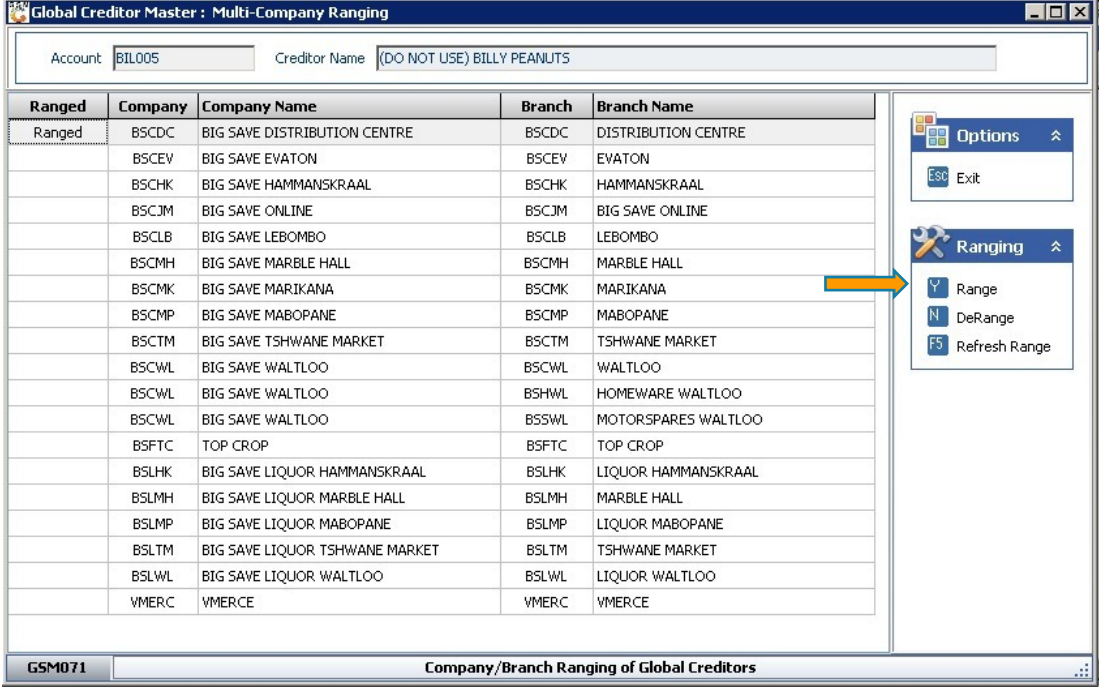 Global Creditor Master : Multi-Company Ranging
Account BIL005 Creditor Name (DO NOT USE) BILLY PEANUTS
Ranged Company Company Name Branch Branch Name
Ranged BSCDC BIG SAVE DISTRIBUTION CENTRE BSCDC DISTRIBUTION CENTRE
BSCEV BIG SAVE EVATON BSCEV EVATON
BSCHK BIG SAVE HAMMANSKRAAL BSCHK HAMMANSKRAAL
BSCJM BIG SAVE ONLINE BSCJM BIG SAVE ONLINE
BSCLB BIG SAVE LEBOMBO BSCLB LEBOMBO
BSCMH BIG SAVE MARBLE HALL BSCMH MARBLE HALL
BSCMK BIG SAVE MARIKANA BSCMK MARIKANA
BSCMP BIG SAVE MABOPANE BSCMP MABOPANE
BSCTM BIG SAVE TSHWANE MARKET BSCTM TSHWANE MARKET
BSCWL BIG SAVE WALTLOO BSCWL WALTLOO
BSCWL BIG SAVE WALTLOO BSHWL HOMEWARE WALTLOO
BSCWL BIG SAVE WALTLOO BSSWL MOTORSPARES WALTLOO
BSFTC TOP CROP BSFTC TOP CROP
BSLHK BIG SAVE LIQUOR HAMMANSKRAAL BSLHK LIQUOR HAMMANSKRAAL
BSLMH BIG SAVE LIQUOR MARBLE HALL BSLMH MARBLE HALL
BSLMP BIG SAVE LIQUOR MABOPANE BSLMP LIQUOR MABOPANE
BSLTM BIG SAVE LIQUOR TSHWANE MARKET BSLTM TSHWANE MARKET
BSLWL BIG SAVE LIQUOR WALTLOO BSLWL LIQUOR WALTLOO
VMERC VMERCE VMERC VMERCE
Options
Esc Exit
Ranging
Y Range
N DeRange
F5 Refresh Range
GSM071 Company/Branch Ranging of Global Creditors